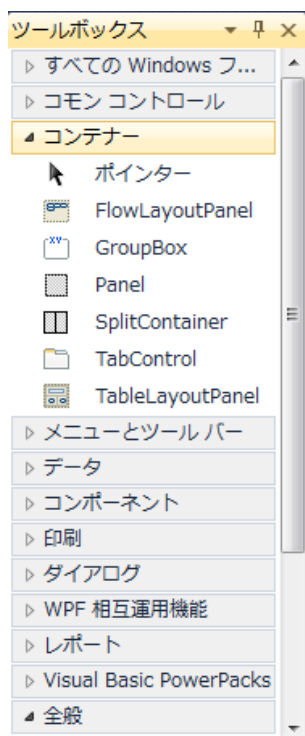 ツールボックス
すべての Windows フ...
コモン コントロール
コンテナー
ポインター
FlowLayoutPanel
GroupBox
Panel
SplitContainer
TabControl
TableLayoutPanel
メニューとツール バー
データ
コンポーネント
印刷
ダイアログ
WPF 相互運用機能
レポート
Visual Basic PowerPacks
全般